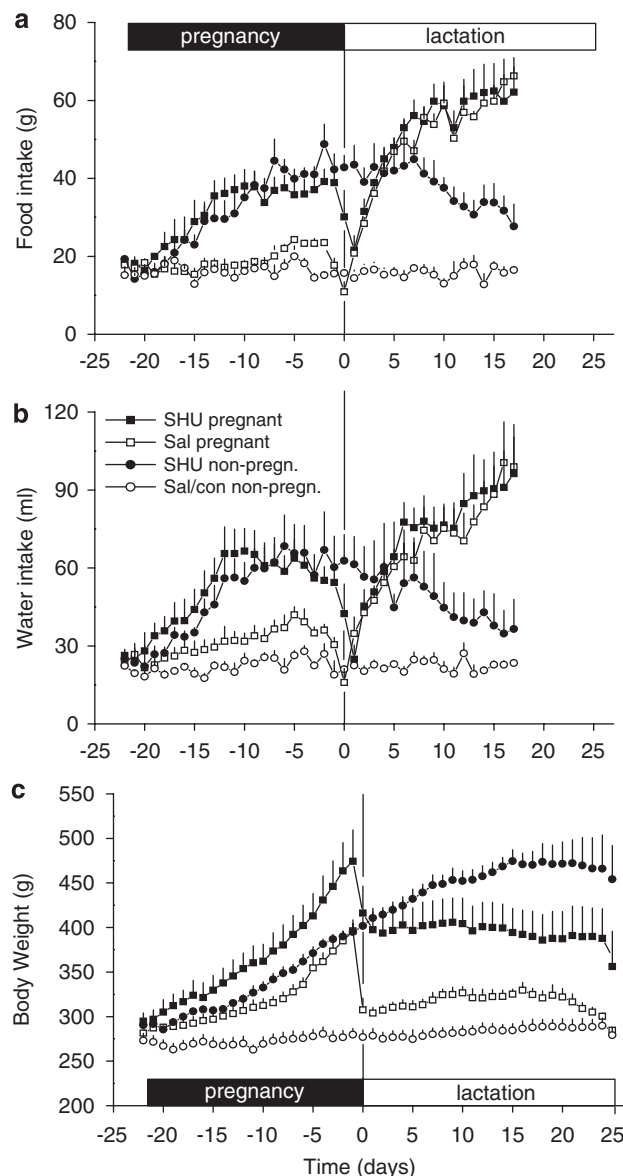 a
pregnancy
lactation
80
60
40
20
0
Food intake (g)
-25 -20 -15 -10 -5 0 5 10 15 20 25
b
SHU pregnant
Sal pregnant
SHU non-pregn.
Sal/con non-pregn.
120
90
60
30
0
Water intake (ml)
-25 -20 -15 -10 -5 0 5 10 15 20 25
c
550
500
450
400
350
300
250
200
Body Weight (g)
pregnancy
lactation
-25 -20 -15 -10 -5 0 5 10 15 20 25
Time (days)